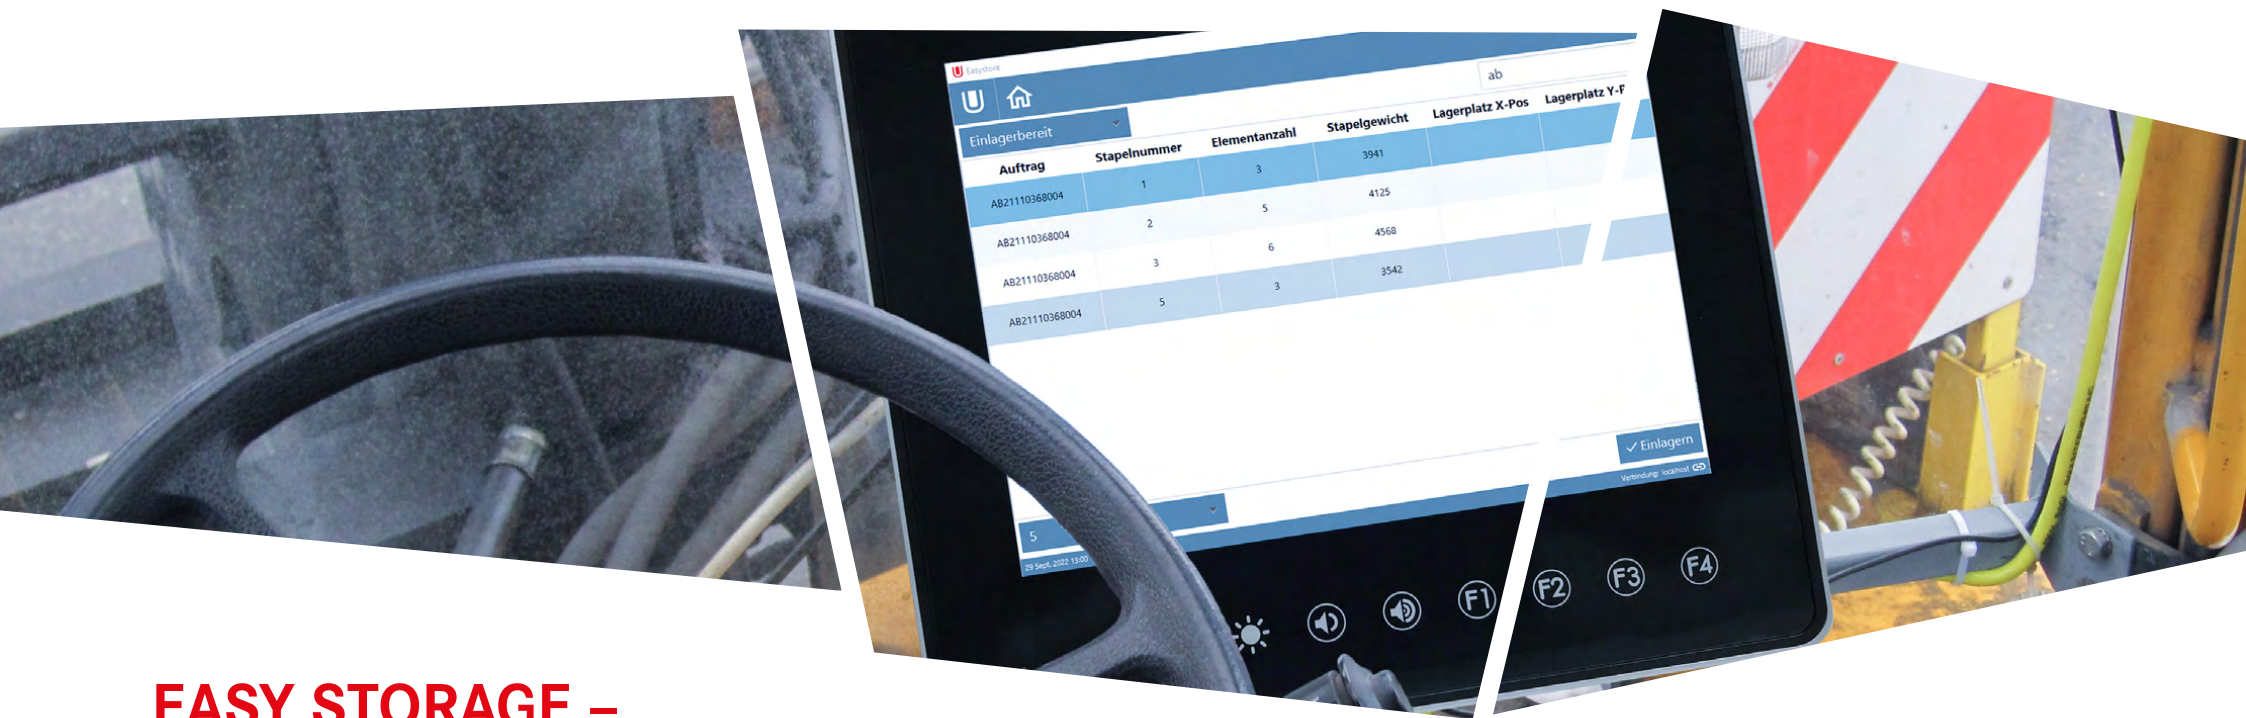 Easystore
ab
Einlagerbereit
Auftrag Stapelnummer Elementanzahl Stapelgewicht Lagerplatz X-Pos Lagerplatz Y-P
AB21110368004 1 3 3941
AB21110368004 2 5 4125
AB21110368004 3 6 4568
AB21110368004 5 3 3542
✓ Einlagern
Verbindung: localhost
5
29 Sept. 2022 13:00
F1 F2 F3 F4
EASY STORAGE –